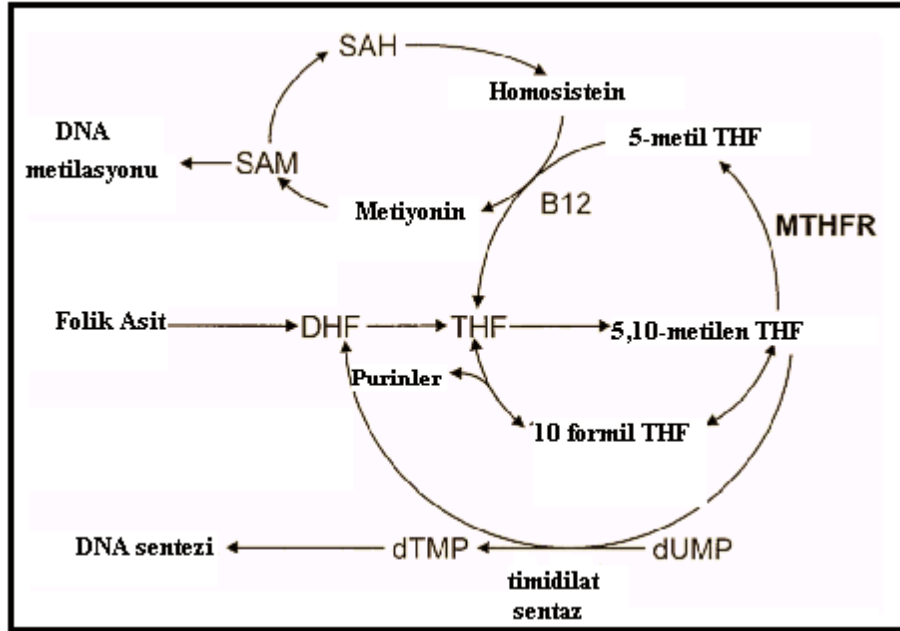 SAH
Homosistein
DNA
metilasyonu
SAM
5-metil THF
B12
Metiyonin
MTHFR
Folik Asit
DHF
THF
5,10-metilen THF
Purinler
10 formil THF
DNA sentezi
dTMP
dUMP
timidilat
sentaz